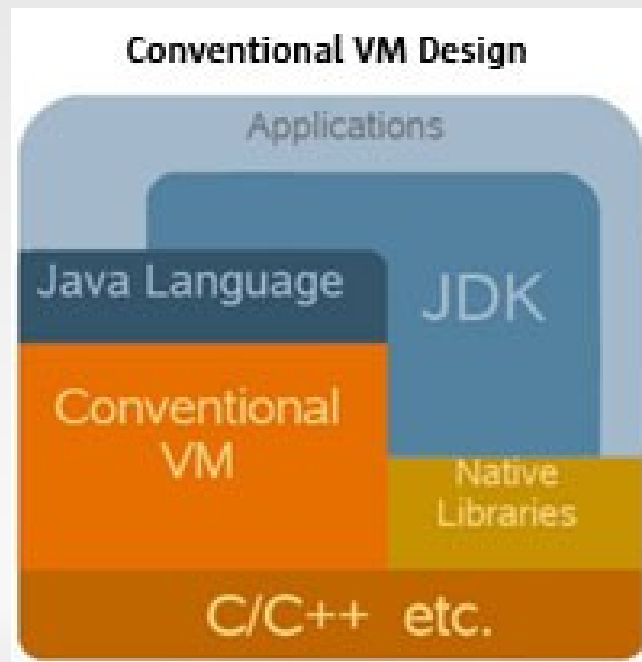 Conventional VM Design
Applications
Java Language
JDK
Conventional
VM
Native
Libraries
C/C++ etc.